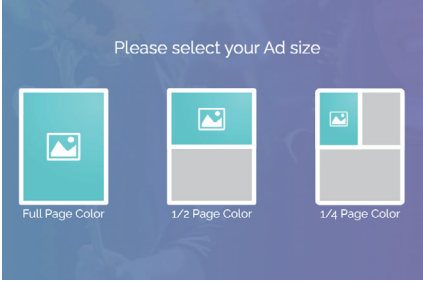 Please select your Ad size
Full Page Color
1/2 Page Color
1/4 Page Color